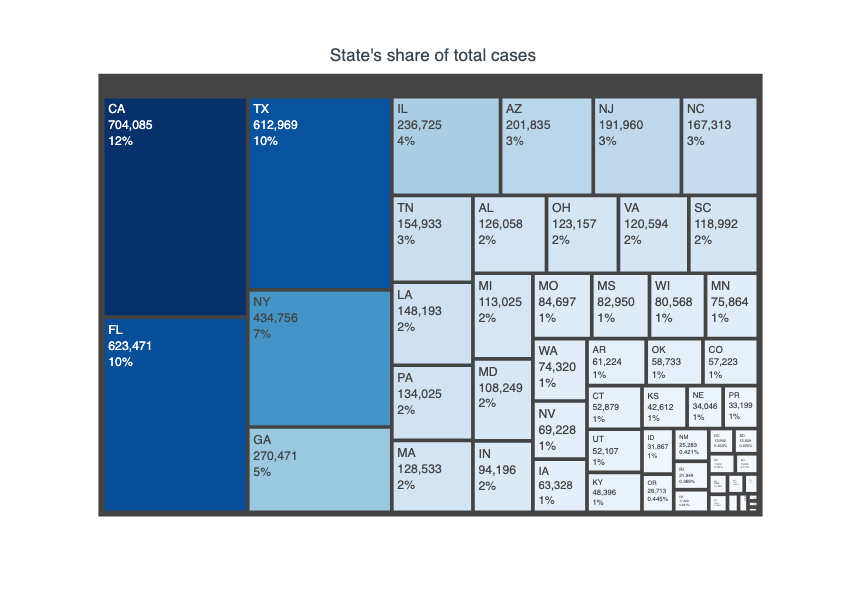 State's share of total cases
CA
704,085
12%
FL
623,471
10%
TX
612,969
10%
NY
434,756
7%
GA
270,471
5%
IL
236,725
4%
AZ
201,835
3%
NJ
191,960
3%
NC
167,313
3%
TN
154,933
3%
LA
148,193
2%
PA
134,025
2%
MA
128,533
2%
AL
126,058
2%
OH
123,157
2%
VA
120,594
2%
SC
118,992
2%
MI
113,025
2%
MD
108,249
2%
IN
94,196
2%
MO
84,697
1%
MS
82,950
1%
WI
80,568
1%
MN
75,864
1%
WA
74,320
1%
NV
69,228
1%
IA
63,328
1%
AR
61,224
1%
OK
58,733
1%
CO
57,223
1%
CT
52,879
1%
UT
52,107
1%
KY
48,396
1%
KS
42,612
1%
NE
34,046
1%
PR
33,199
1%
ID
31,867
1%
OR
26,713
0.445%
NM
25,283
0.421%
RI
21,949
DC
SD